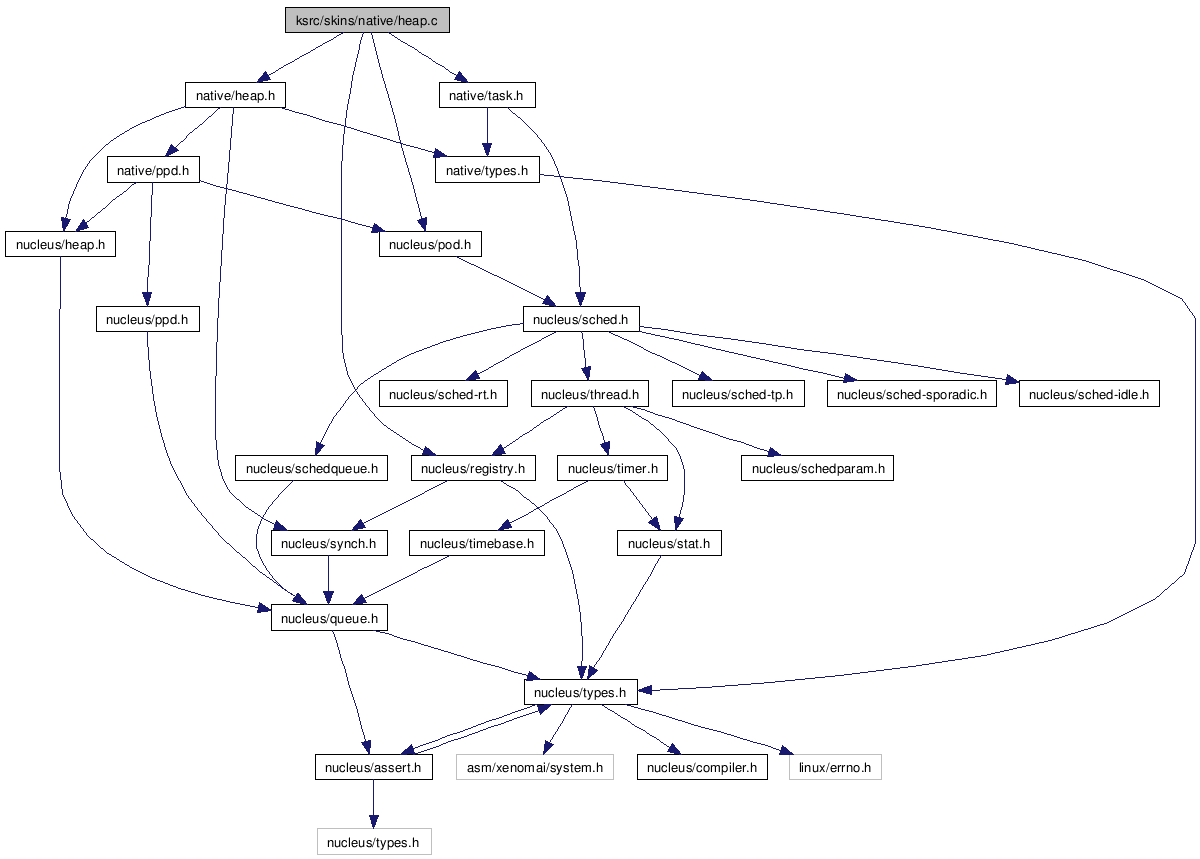 ksrc/skins/native/heap.c
native/heap.h
native/task.h
native/ppd.h
native/types.h
nucleus/heap.h
nucleus/pod.h
nucleus/ppd.h
nucleus/sched.h
nucleus/sched-rt.h
nucleus/thread.h
nucleus/sched-tp.h
nucleus/sched-sporadic.h
nucleus/sched-idle.h
nucleus/schedqueue.h
nucleus/registry.h
nucleus/timer.h
nucleus/schedparam.h
nucleus/synch.h
nucleus/timebase.h
nucleus/stat.h
nucleus/queue.h
nucleus/types.h
nucleus/assert.h
asm/xenomai/system.h
nucleus/compiler.h
linux/errno.h
nucleus/types.h